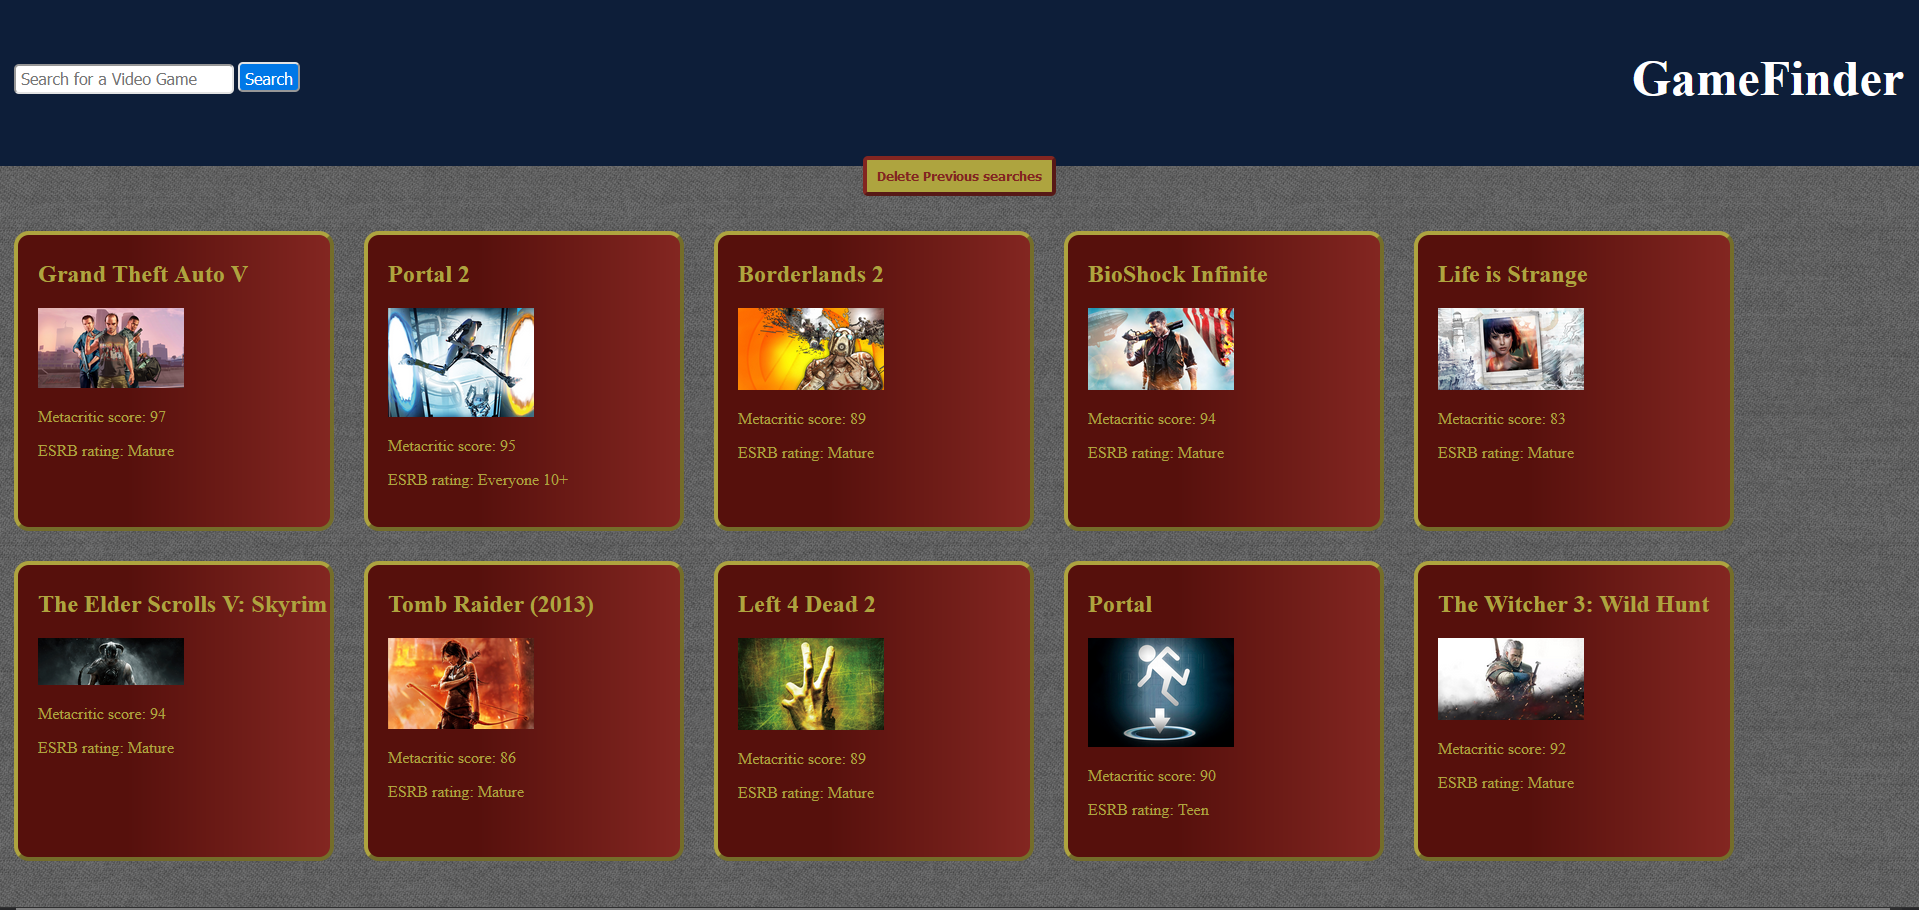 Search for a Video Game
Search
GameFinder
Delete Previous searches
Grand Theft Auto V
Metacritic score: 97
ESRB rating: Mature
Portal 2
Metacritic score: 95
ESRB rating: Everyone 10+
Borderlands 2
Metacritic score: 89
ESRB rating: Mature
BioShock Infinite
Metacritic score: 94
ESRB rating: Mature
Life is Strange
Metacritic score: 83
ESRB rating: Mature
The Elder Scrolls V: Skyrim
Metacritic score: 94
ESRB rating: Mature
Tomb Raider (2013)
Metacritic score: 86
ESRB rating: Mature
Left 4 Dead 2
Metacritic score: 89
ESRB rating: Mature
Portal
Metacritic score: 90
ESRB rating: Teen
The Witcher 3: Wild Hunt
Metacritic score: 92
ESRB rating: Mature